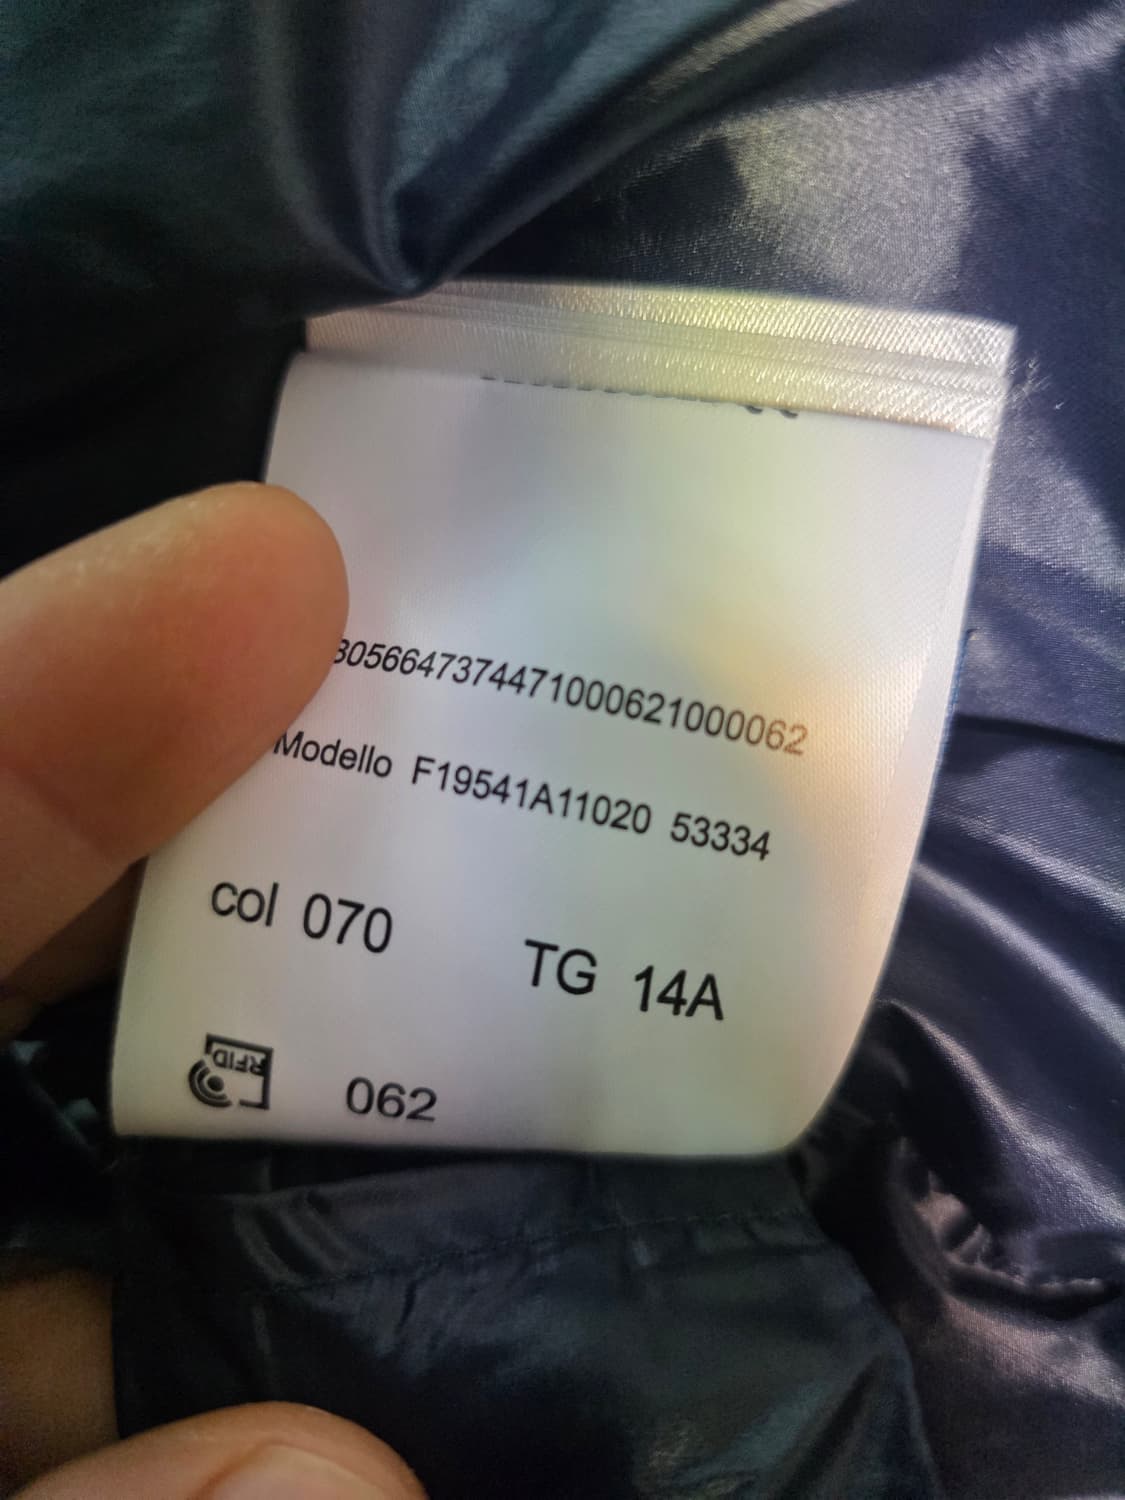 8056647374471000621000062
Modello F19541A11020 53334
col 070 TG 14A
RFID 062